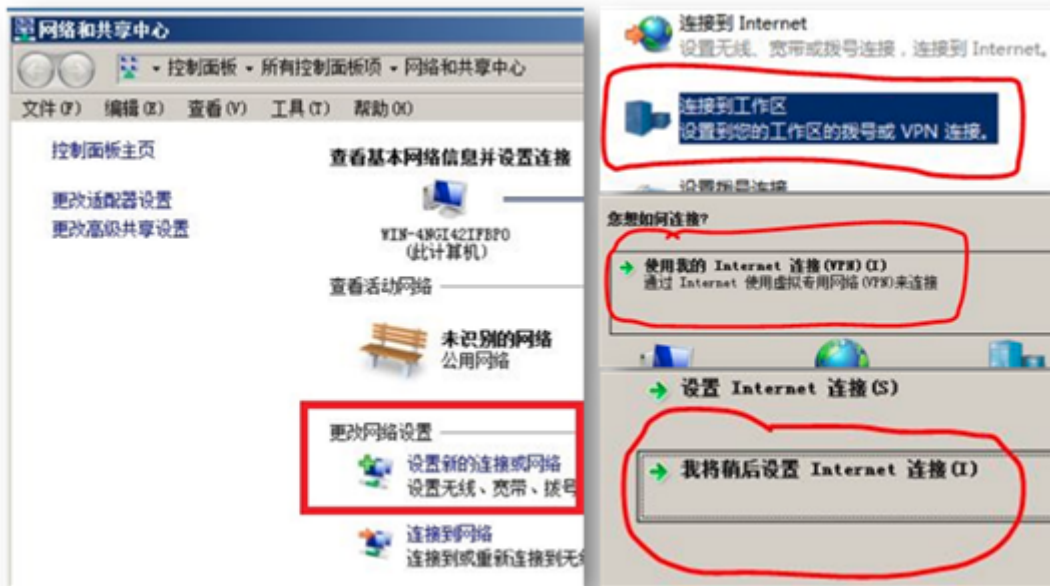 网络和共享中心
控制面板 所有控制面板项 网络和共享中心
文件(F) 编辑(E) 查看(V) 工具(T) 帮助(H)
控制面板主页
更改适配器设置
更改高级共享设置
查看基本网络信息并设置连接
WIN-4NGI42IFBPO
(此计算机)
查看活动网络
未识别的网络
公用网络
更改网络设置
设置新的连接或网络
设置无线、宽带、拨号
连接到网络
连接到或重新连接到无
连接到 Internet
设置无线、宽带或拨号连接，连接到 Internet。
连接到工作区
设置到您的工作区的拨号或 VPN 连接。
设置拨号连接
您想如何连接?
使用我的 Internet 连接(VPN)(I)
通过 Internet 使用虚拟专用网络(VPN)来连接
设置 Internet 连接(S)
我将稍后设置 Internet 连接(I)